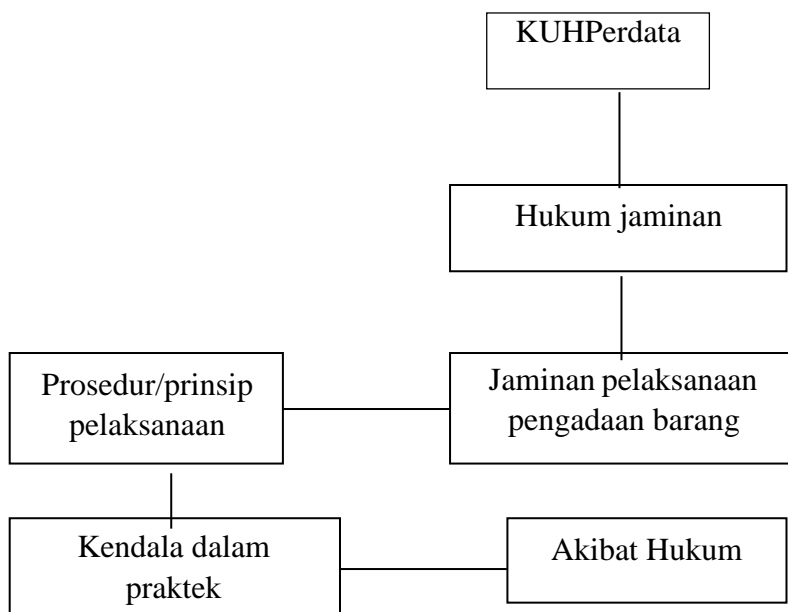 KUHPerdata
Hukum jaminan
Prosedur/prinsip
pelaksanaan
Jaminan pelaksanaan
pengadaan barang
Kendala dalam
praktek
Akibat Hukum